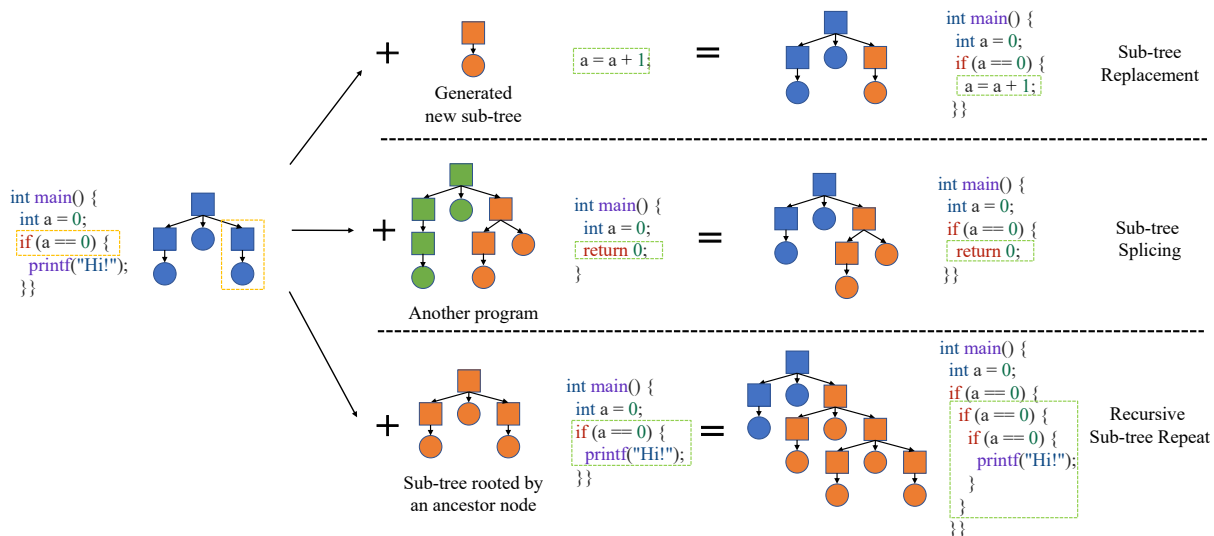 int main() {
int a = 0;
if (a == 0) {
printf("Hi!");
}}
+
Generated
new sub-tree
a = a + 1;
=
int main() {
int a = 0;
if (a == 0) {
a = a + 1;
}}
Sub-tree
Replacement
+
Another program
int main() {
int a = 0;
return 0;
}
=
int main() {
int a = 0;
if (a == 0) {
return 0;
}}
Sub-tree
Splicing
+
Sub-tree rooted by
an ancestor node
int main() {
int a = 0;
if (a == 0) {
printf("Hi!");
}}
=
int main() {
int a = 0;
if (a == 0) {
if (a == 0) {
if (a == 0) {
printf("Hi!");
}
}
}}
Recursive
Sub-tree Repeat